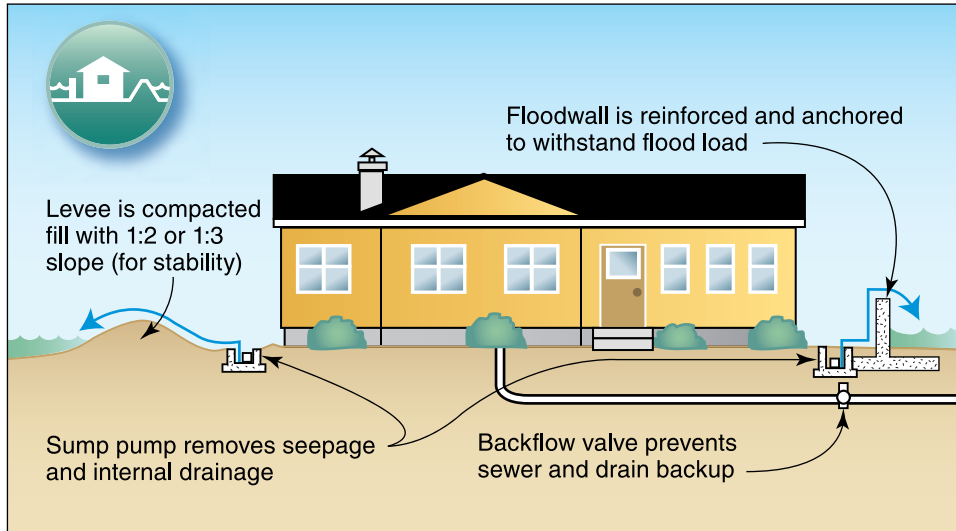 Floodwall is reinforced and anchored
to withstand flood load
Levee is compacted
fill with 1:2 or 1:3
slope (for stability)
Sump pump removes seepage
and internal drainage
Backflow valve prevents
sewer and drain backup